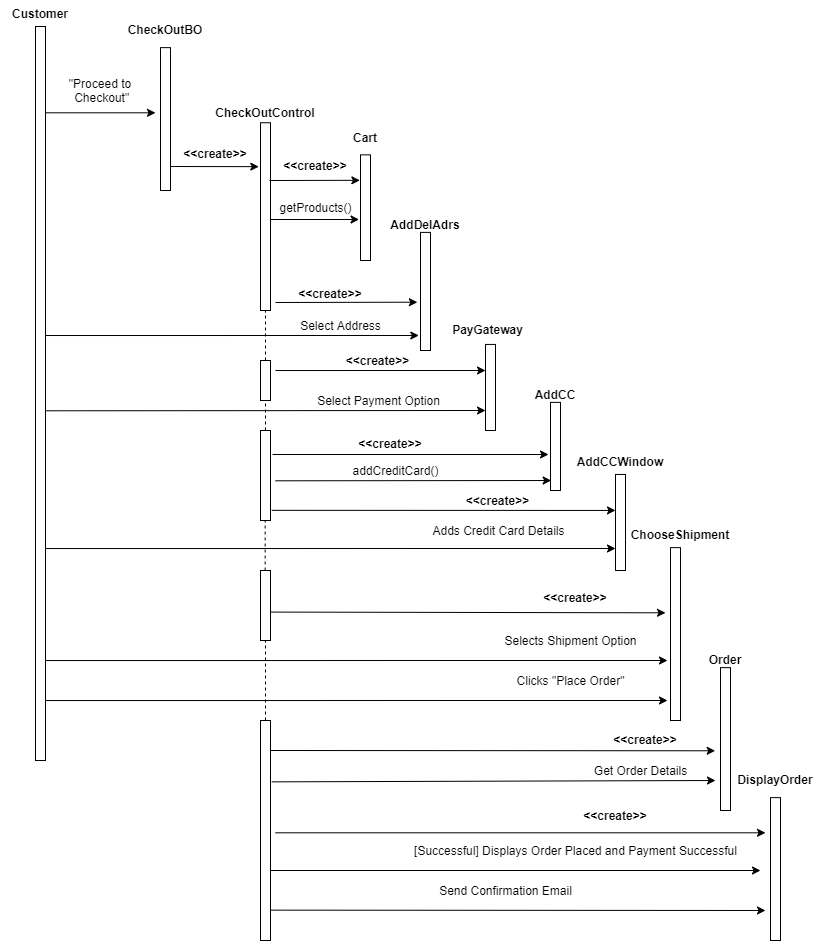 Customer
CheckOutBO
"Proceed to
Checkout"
CheckOutControl
Cart
<<create>>
<<create>>
getProducts()
AddDelAdrs
<<create>>
Select Address
PayGateway
<<create>>
Select Payment Option
AddCC
<<create>>
AddCCWindow
addCreditCard()
<<create>>
Adds Credit Card Details
ChooseShipment
<<create>>
Selects Shipment Option
Order
Clicks "Place Order"
<<create>>
Get Order Details
DisplayOrder
<<create>>
[Successful] Displays Order Placed and Payment Successful
Send Confirmation Email